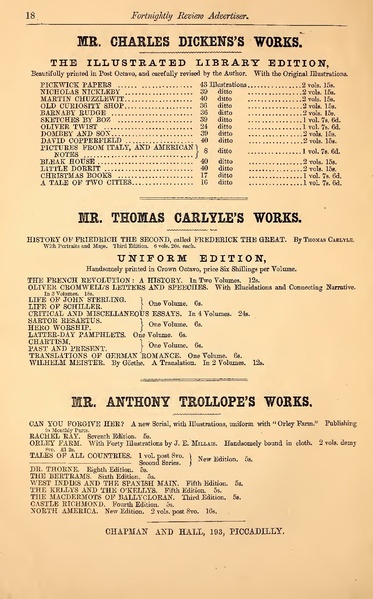 18 Fortnightly Review Advertiser.
MR. CHARLES DICKENS'S WORKS.
THE ILLUSTRATED LIBRARY EDITION,
Beautifully printed in Post Octavo, and carefully revised by the Author. With the Original Illustrations.
PICKWICK PAPERS 43 Illustrations 2 vols. 15s.
NICHOLAS NICKLEBY 39 ditto 2 vols. 15s.
MARTIN CHUZZLEWIT 40 ditto 2 vols. 15s.
OLD CURIOSITY SHOP 36 ditto 2 vols. 15s.
BARNABY RUDGE 36 ditto 2 vols. 15s.
SKETCHES BY BOZ 39 ditto 1 vol. 7s. 6d.
OLIVER TWIST 24 ditto 1 vol. 7s. 6d.
DOMBEY AND SON 39 ditto 2 vols. 15s.
DAVID COPPERFIELD 40 ditto 2 vols. 15s.
PICTURES FROM ITALY, AND AMERICAN
NOTES } 8 ditto 1 vol. 7s. 6d.
BLEAK HOUSE 40 ditto 2 vols. 15s.
LITTLE DORRIT 40 ditto 2 vols. 15s.
CHRISTMAS BOOKS 17 ditto 1 vol. 7s. 6d.
A TALE OF TWO CITIES 16 ditto 1 vol. 7s. 6d.
MR. THOMAS CARLYLE'S WORKS.
HISTORY OF FRIEDRICH THE SECOND, called FREDERICK THE GREAT. By THOMAS CARLYLE.
With Portraits and Maps. Third Edition. 6 vols. 20s. each.
UNIFORM EDITION,
Handsomely printed in Crown Octavo, price Six Shillings per Volume.
THE FRENCH REVOLUTION: A HISTORY. In Two Volumes. 12s.
OLIVER CROMWELL'S LETTERS AND SPEECHES. With Elucidations and Connecting Narrative.
In 3 Volumes. 18s.
LIFE OF JOHN STERLING.
LIFE OF SCHILLER. } One Volume. 6s.
CRITICAL AND MISCELLANEOUS ESSAYS. In 4 Volumes. 24s.
SARTOR RESARTUS.
HERO WORSHIP. } One Volume. 6s.
LATTER-DAY PAMPHLETS. One Volume. 6s.
CHARTISM.
PAST AND PRESENT. } One Volume. 6s.
TRANSLATIONS OF GERMAN ROMANCE. One Volume. 6s.
WILHELM MEISTER. By Göthe. A Translation. In 2 Volumes. 12s.
MR. ANTHONY TROLLOPE'S WORKS.
CAN YOU FORGIVE HER? A new Serial, with Illustrations, uniform with "Orley Farm." Publishing
in Monthly Parts.
RACHEL RAY. Seventh Edition. 5s.
ORLEY FARM. With Forty Illustrations by J. E. MILLAIS. Handsomely bound in cloth. 2 vols. demy
8vo. £1 2s.
TALES OF ALL COUNTRIES. 1 vol. post 8vo.
Second Series. } New Edition. 5s.
DR. THORNE. Eighth Edition. 5s.
THE BERTRAMS. Sixth Edition. 5s.
WEST INDIES AND THE SPANISH MAIN. Fifth Edition. 5s.
THE KELLYS AND THE O'KELLYS. Fifth Edition. 5s.
THE MACDERMOTS OF BALLYCLORAN. Third Edition. 5s.
CASTLE RICHMOND. Fourth Edition. 5s.
NORTH AMERICA. New Edition. 2 vols. post 8vo. 16s.
CHAPMAN AND HALL, 193, PICCADILLY.